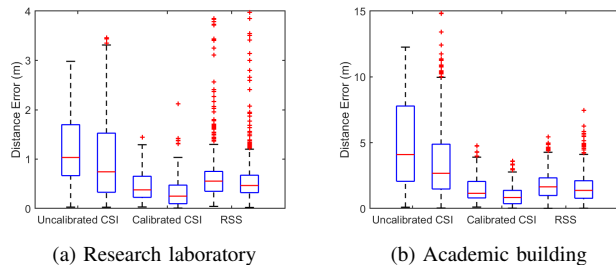 4
3
2
1
0
Distance Error (m)
Uncalibrated CSI Calibrated CSI RSS
(a) Research laboratory
15
10
5
0
Distance Error (m)
Uncalibrated CSI Calibrated CSI RSS
(b) Academic building